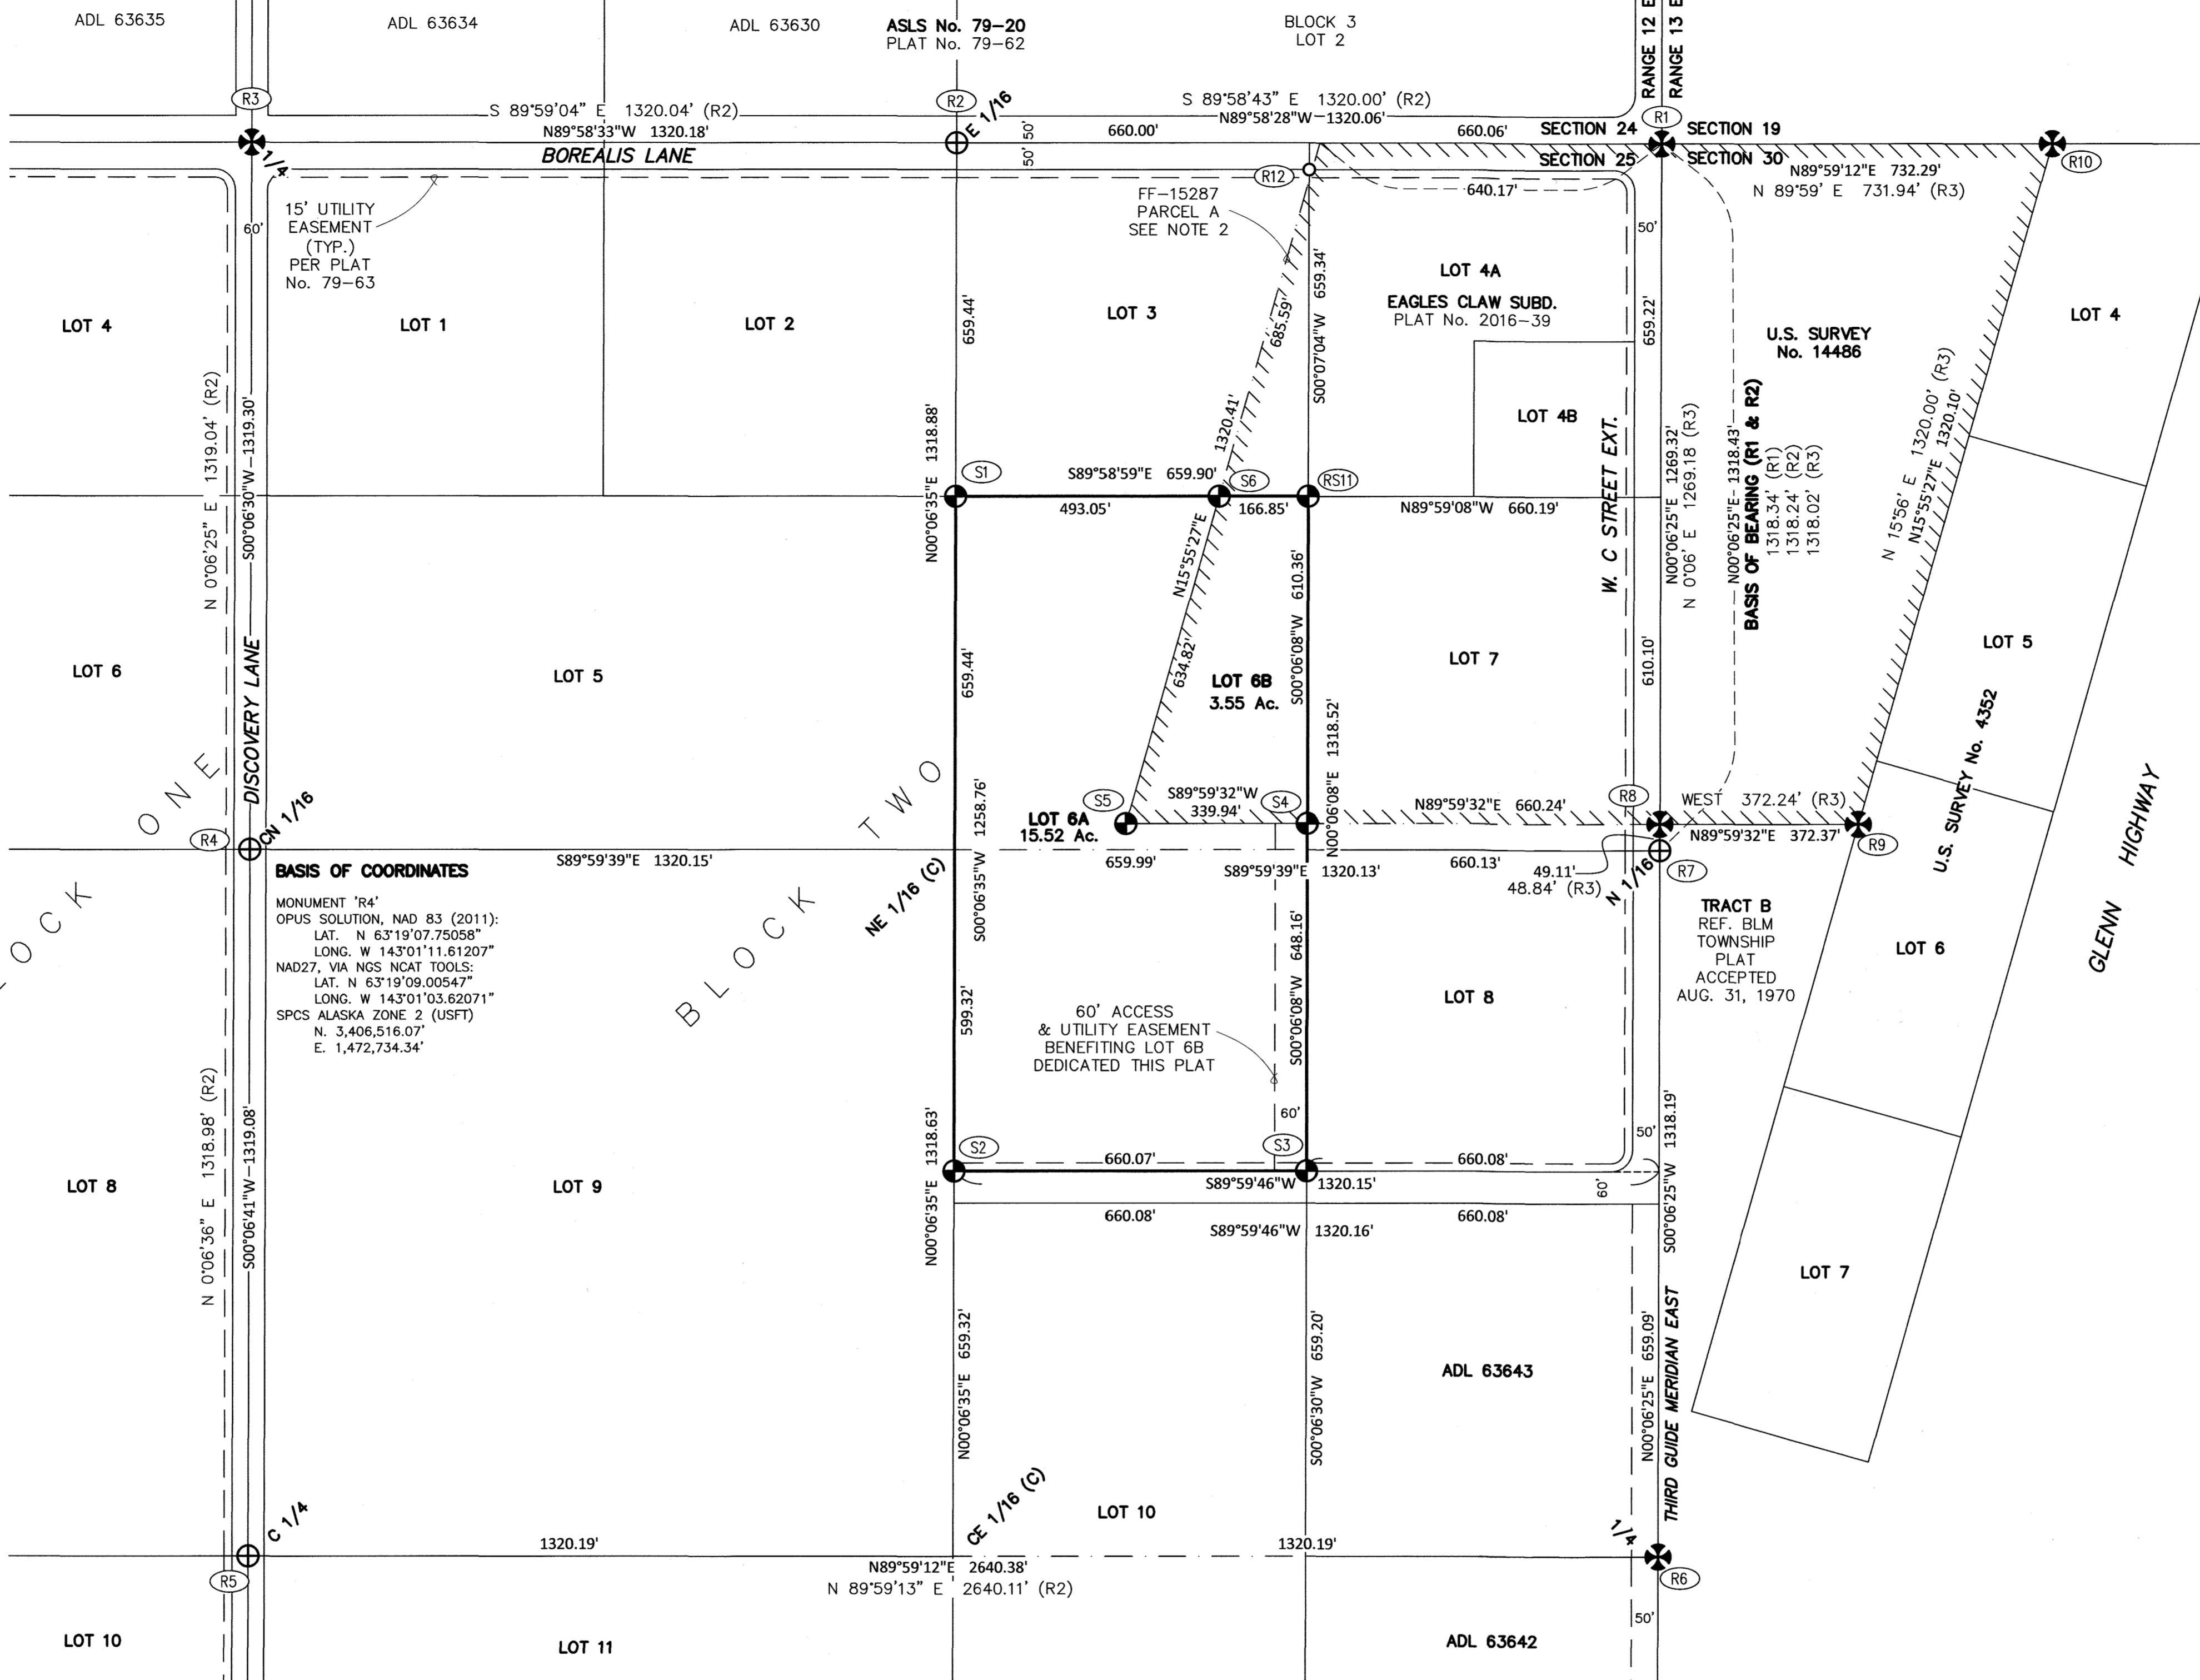 ADL 63635
ADL 63634
ADL 63630
ASLS No. 79-20
PLAT No. 79-62
BLOCK 3
LOT 2
RANGE 12 E
RANGE 13 E
R3
R2
E 1/16
R1
S 89°59'04" E 1320.04' (R2)
N89°58'33"W 1320.18'
S 89°58'43" E 1320.00' (R2)
N89°58'28"W 1320.06'
50'
50'
660.00'
660.06'
SECTION 24
SECTION 19
SECTION 25
SECTION 30
BOREALIS LANE
1/4
N89°59'12"E 732.29'
N 89°59' E 731.94' (R3)
R10
R12
640.17'
15' UTILITY
EASEMENT
(TYP.)
PER PLAT
No. 79-63
60'
FF-15287
PARCEL A
SEE NOTE 2
50'
LOT 4
LOT 1
LOT 2
LOT 3
659.44'
685.59'
1320.41'
S00°07'04"W 659.34'
LOT 4A
EAGLES CLAW SUBD.
PLAT No. 2016-39
LOT 4B
659.22'
U.S. SURVEY
No. 14486
LOT 4
N 0°06'25" E 1319.04' (R2)
S00°06'30"W 1319.30'
N00°06'35"E 1318.88'
S1
S89°58'59"E 659.90'
S6
RS11
493.05'
166.85'
N89°59'08"W 660.19'
W. C STREET EXT.
N00°06'25"E 1269.32'
N 0°06' E 1269.18 (R3)
N00°06'25"E 1318.43'
BASIS OF BEARING (R1 & R2)
1318.34' (R1)
1318.24' (R2)
1318.02' (R3)
N 15°56' E 1320.00' (R3)
N15°55'27"E 1320.10'
LOT 6
DISCOVERY LANE
LOT 5
659.44'
N15°55'27"E
634.82'
LOT 6B
3.55 Ac.
S00°06'08"W 610.36'
LOT 7
610.10'
LOT 5
U.S. SURVEY No. 4352
GLENN HIGHWAY
BLOCK TWO
LOCK ONE
R4
CN 1/16
S00°06'35"W 1258.76'
S5
S89°59'32"W
339.94'
S4
N00°06'08"E 1318.52'
N89°59'32"E 660.24'
R8
WEST 372.24' (R3)
N89°59'32"E 372.37'
R9
LOT 6A
15.52 Ac.
S89°59'39"E 1320.15'
659.99'
S89°59'39"E 1320.13'
660.13'
49.11'
48.84' (R3)
N 1/16
R7
NE 1/16 (C)
BASIS OF COORDINATES
MONUMENT 'R4'
OPUS SOLUTION, NAD 83 (2011):
LAT. N 63°19'07.75058"
LONG. W 143°01'11.61207"
NAD27, VIA NGS NCAT TOOLS:
LAT. N 63°19'09.00547"
LONG. W 143°01'03.62071"
SPCS ALASKA ZONE 2 (USFT)
N. 3,406,516.07'
E. 1,472,734.34'
TRACT B
REF. BLM
TOWNSHIP
PLAT
ACCEPTED
AUG. 31, 1970
LOT 6
599.32'
S00°06'08"W 648.16'
60' ACCESS
& UTILITY EASEMENT
BENEFITING LOT 6B
DEDICATED THIS PLAT
LOT 8
60'
N 0°06'36" E 1318.98' (R2)
S00°06'41"W 1319.08'
N00°06'35"E 1318.63'
S2
S3
660.07'
660.08'
50'
60'
S89°59'46"W 1320.15'
660.08'
660.08'
S89°59'46"W 1320.16'
S00°06'25"W 1318.19'
LOT 8
LOT 9
LOT 7
N00°06'35"E 659.32'
S00°06'30"W 659.20'
ADL 63643
N00°06'25"E 659.09'
THIRD GUIDE MERIDIAN EAST
C 1/4
CE 1/16 (C)
LOT 10
1/4
1320.19'
1320.19'
N89°59'12"E 2640.38'
N 89°59'13" E 2640.11' (R2)
R5
R6
50'
LOT 10
LOT 11
ADL 63642